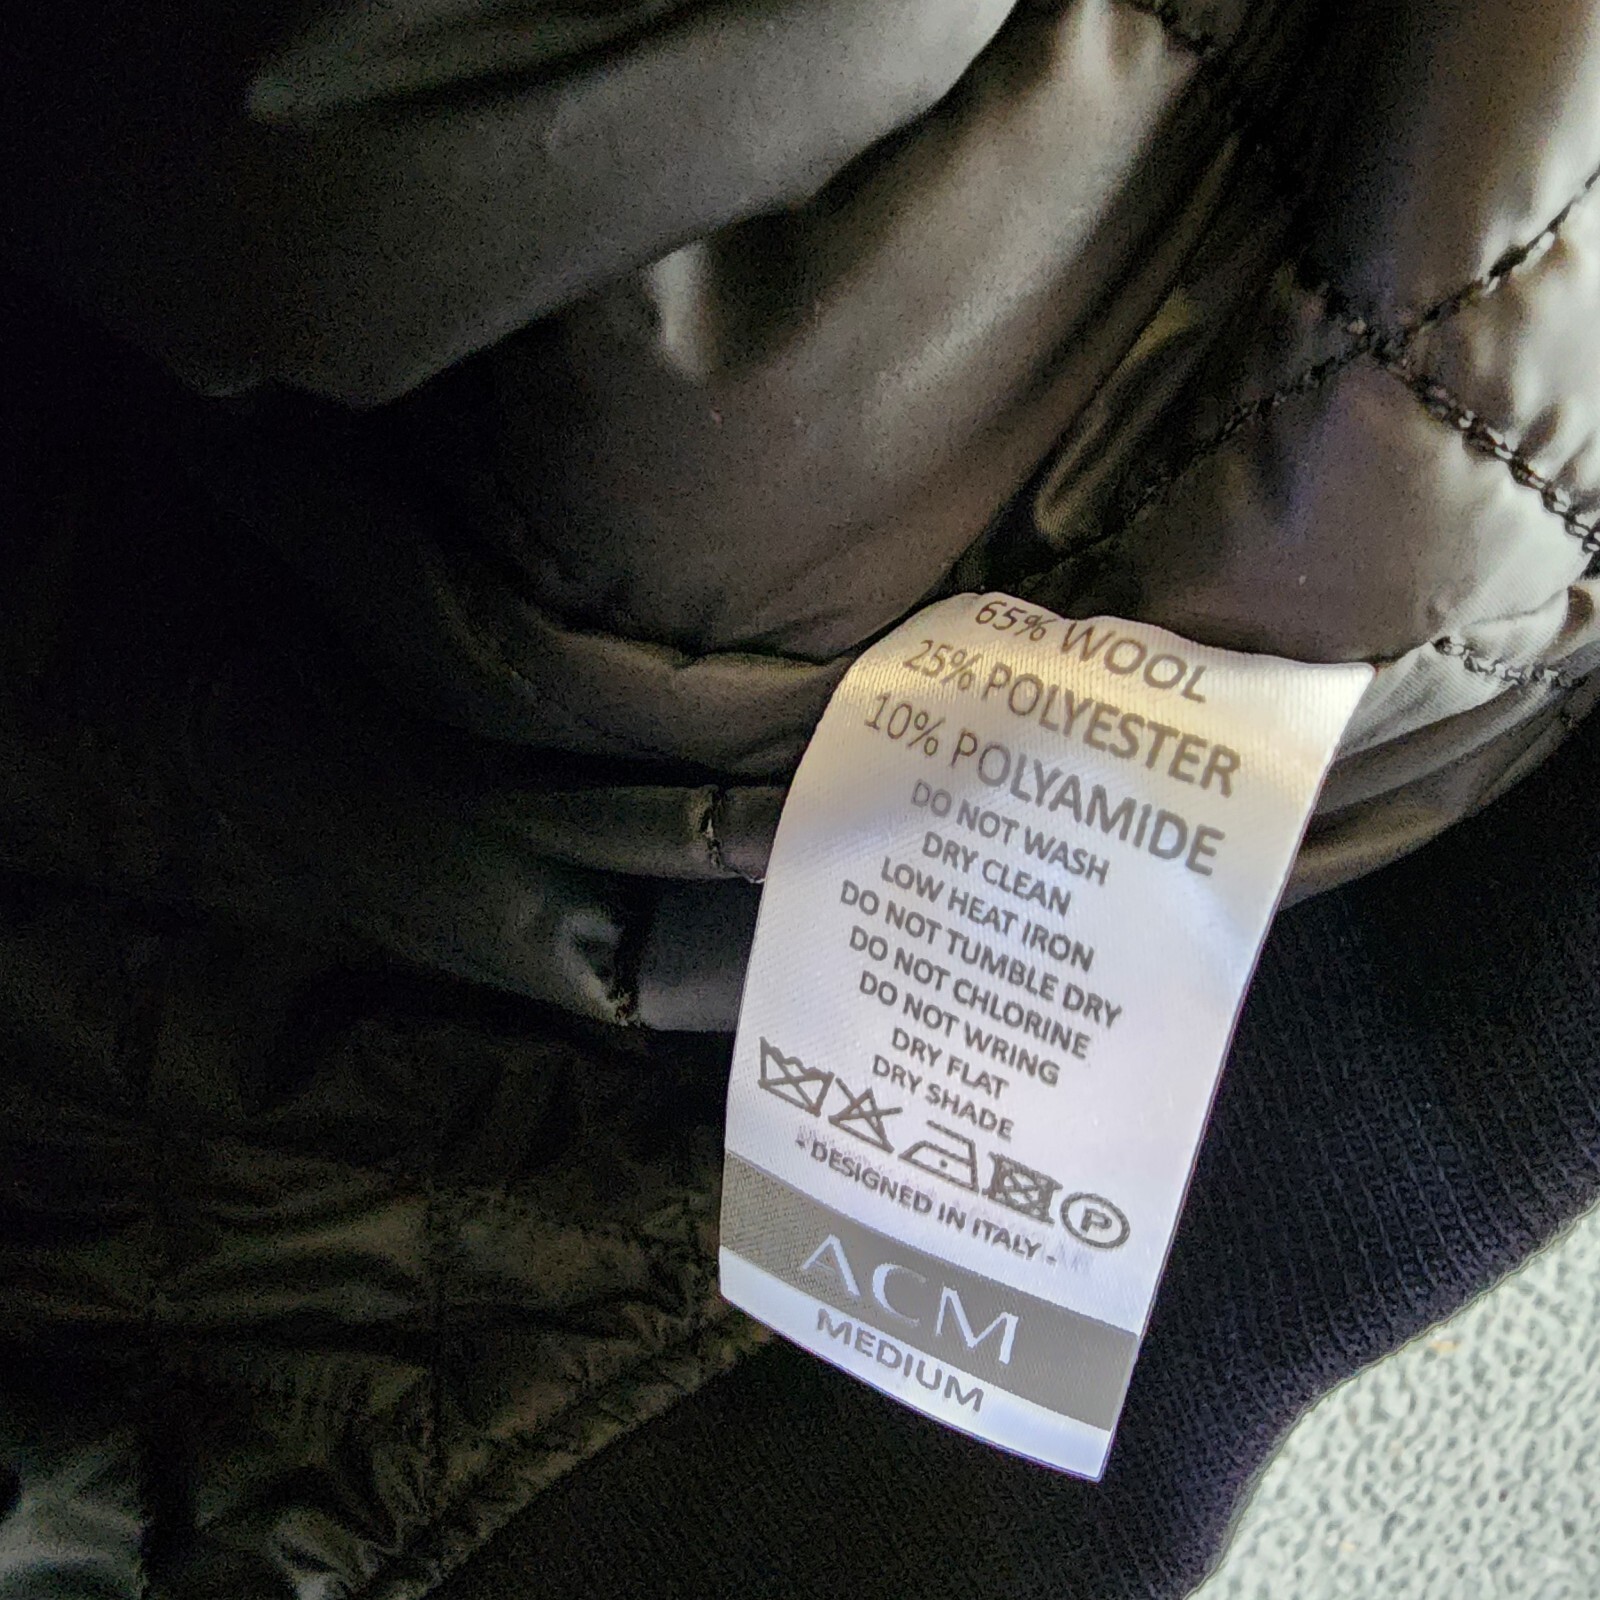 65% WOOL
25% POLYESTER
10% POLYAMIDE
DO NOT WASH
DRY CLEAN
LOW HEAT IRON
DO NOT TUMBLE DRY
DO NOT CHLORINE
DO NOT WRING
DRY FLAT
DRY SHADE
P
- DESIGNED IN ITALY -
ACM
MEDIUM